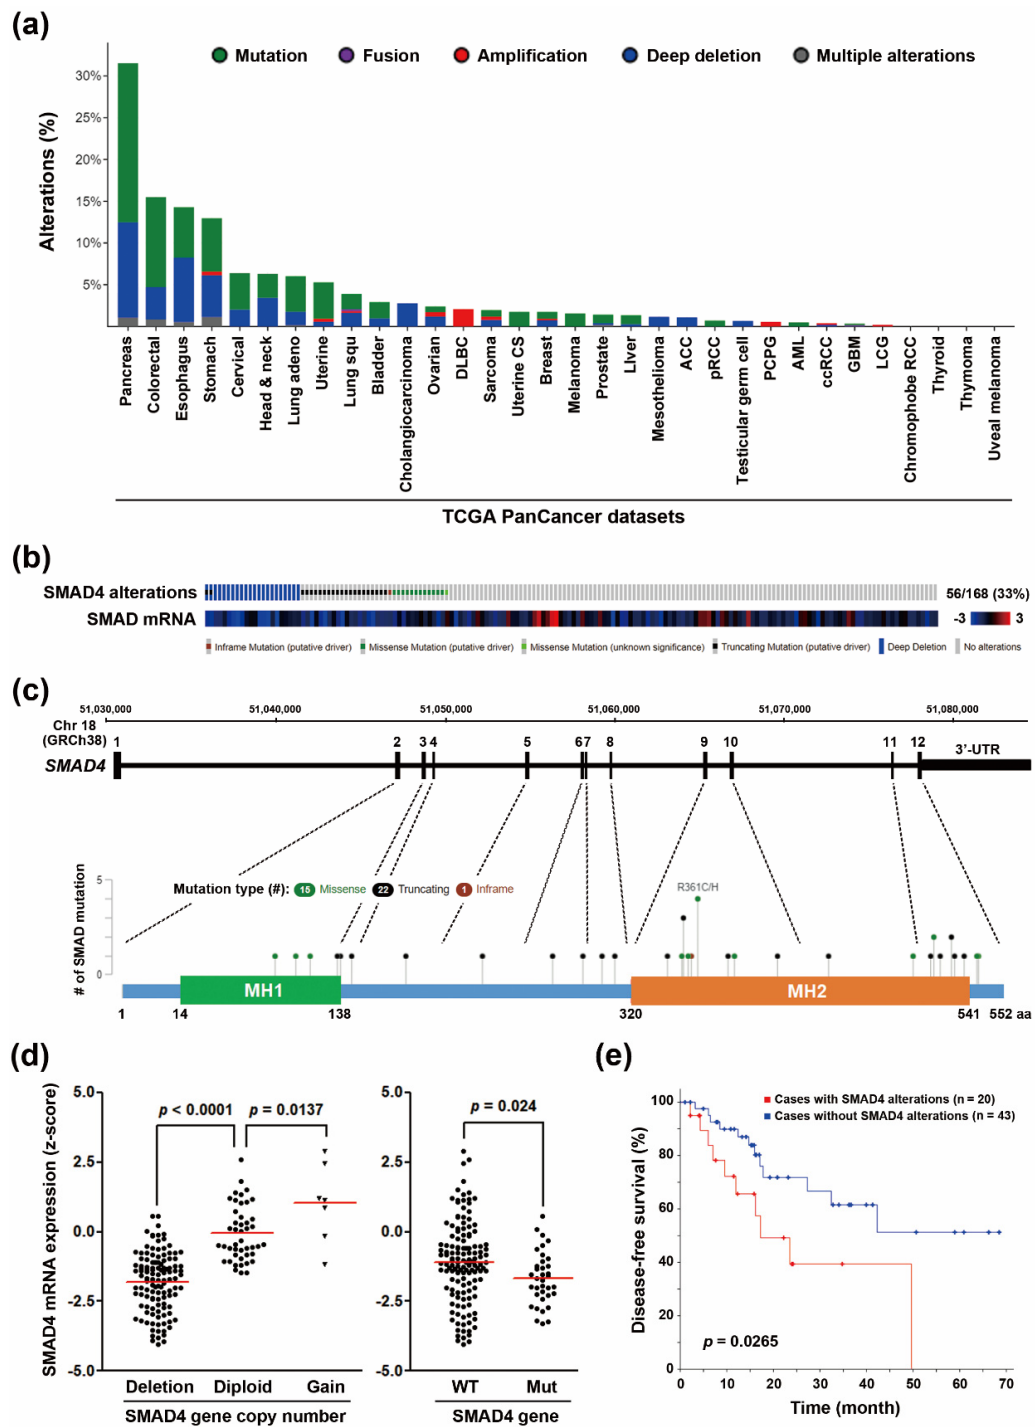 (a)
Mutation Fusion Amplification Deep deletion Multiple alterations
Alterations (%)
30%
25%
20%
15%
10%
5%
Pancreas
Colorectal
Esophagus
Stomach
Cervical
Head & neck
Lung adeno
Uterine
Lung squ
Bladder
Cholangiocarcinoma
Ovarian
DLBC
Sarcoma
Uterine CS
Breast
Melanoma
Prostate
Liver
Mesothelioma
ACC
pRCC
Testicular germ cell
PCPG
AML
ccRCC
GBM
LCG
Chromophobe RCC
Thyroid
Thymoma
Uveal melanoma
TCGA PanCancer datasets
(b)
SMAD4 alterations 56/168 (33%)
SMAD mRNA -3 3
Inframe Mutation (putative driver) Missense Mutation (putative driver) Missense Mutation (unknown significance) Truncating Mutation (putative driver) Deep Deletion No alterations
(c)
51,030,000 51,040,000 51,050,000 51,060,000 51,070,000 51,080,000
Chr 18
(GRCh38)
1 2 3 4 5 6 7 8 9 10 11 12 3'-UTR
SMAD4
# of SMAD mutation
5
0
Mutation type (#): 15 Missense 22 Truncating 1 Inframe
R361C/H
MH1 MH2
1 14 138 320 541 552 aa
(d)
SMAD4 mRNA expression (z-score)
5.0
2.5
0.0
-2.5
-5.0
p < 0.0001 p = 0.0137
Deletion Diploid Gain
SMAD4 gene copy number
5.0
2.5
0.0
-2.5
-5.0
p = 0.024
WT Mut
SMAD4 gene
(e)
Disease-free survival (%)
100
80
60
40
20
0
Cases with SMAD4 alterations (n = 20)
Cases without SMAD4 alterations (n = 43)
p = 0.0265
0 10 20 30 40 50 60 70
Time (month)